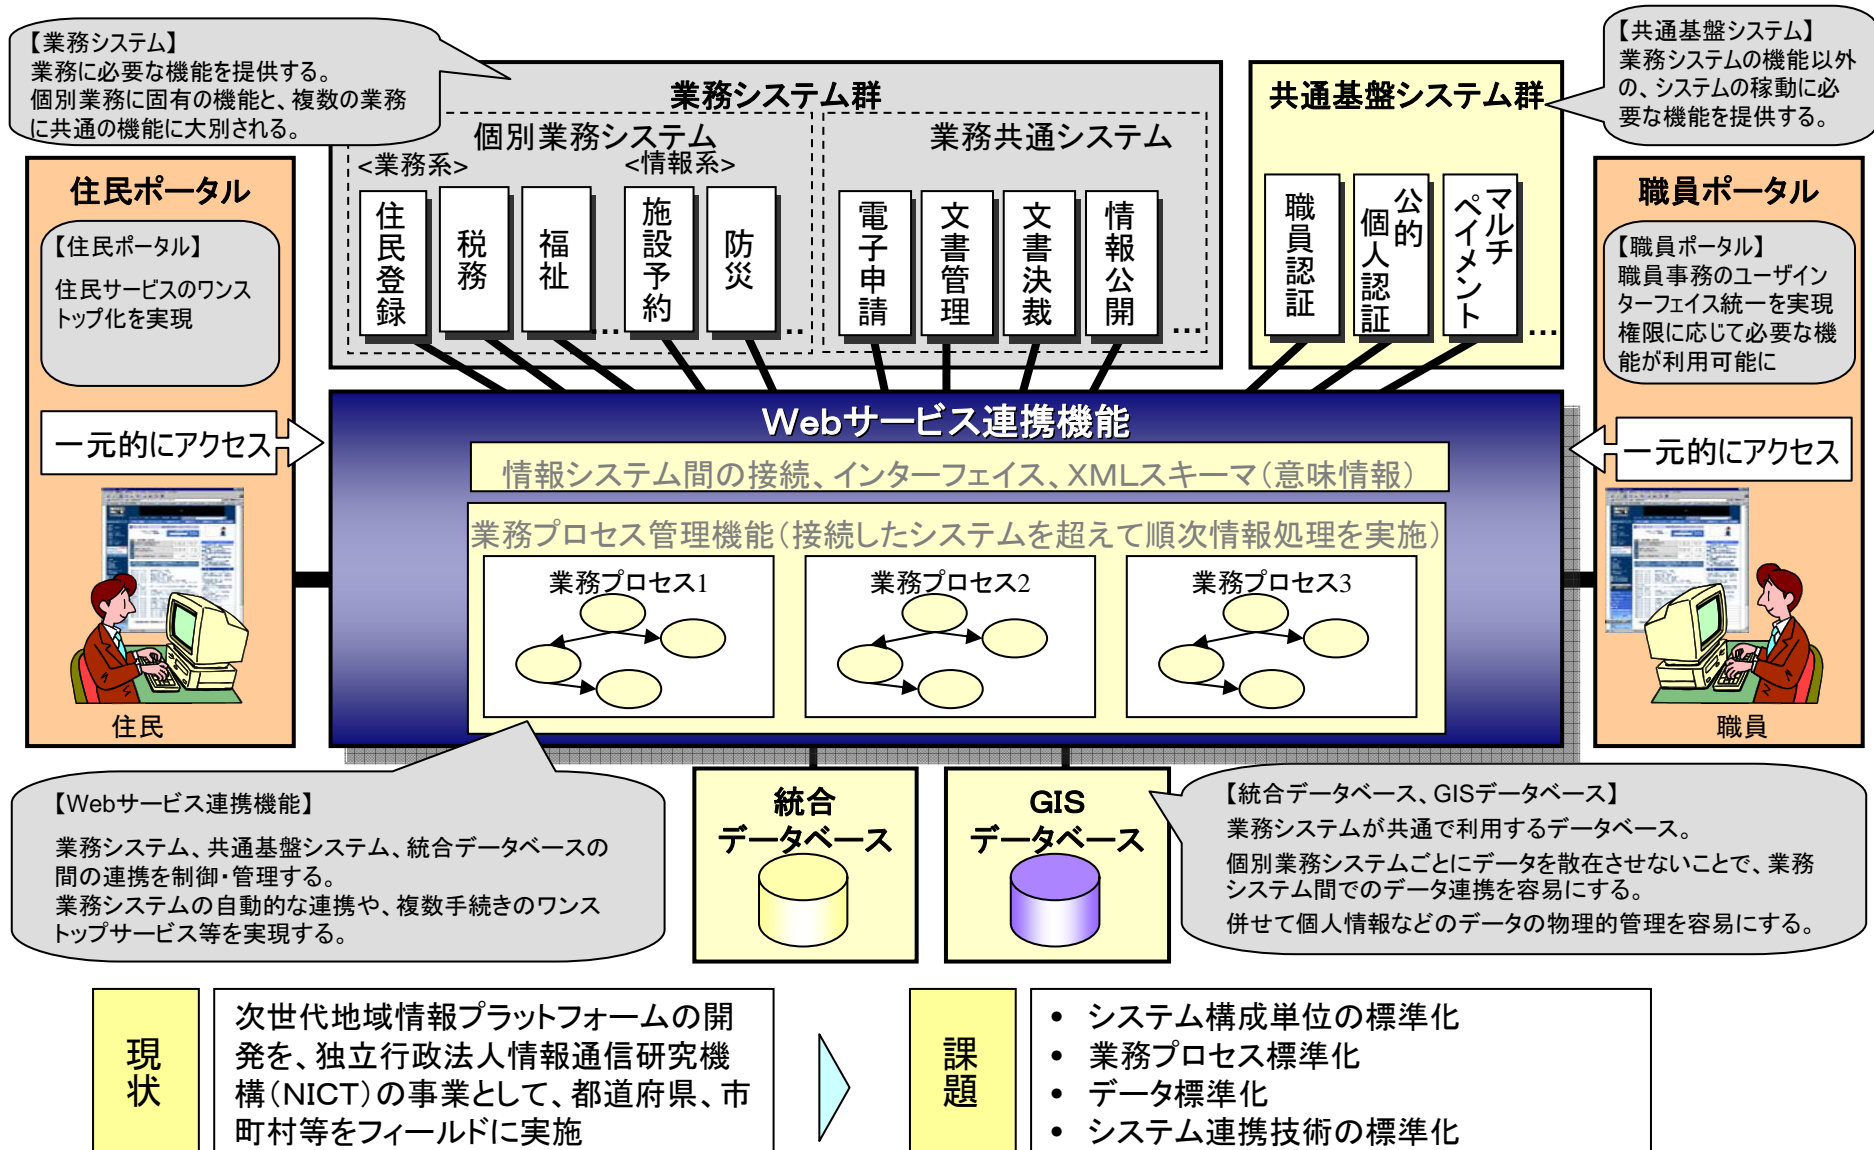 【業務システム】
業務に必要な機能を提供する。
個別業務に固有の機能と、複数の業務
に共通の機能に大別される。
業務システム群
個別業務システム
<業務系>
<情報系>
住民登録
税務
福祉
...
施設予約
防災
..
業務共通システム
電子申請
文書管理
文書決裁
情報公開
...
共通基盤システム群
職員認証
公的
個人認証
マルチ
ペイメント
...
【共通基盤システム】
業務システムの機能以外
の、システムの稼動に必
要な機能を提供する。
住民ポータル
【住民ポータル】
住民サービスのワンス
トップ化を実現
一元的にアクセス
住民
職員ポータル
【職員ポータル】
職員事務のユーザイン
ターフェイス統一を実現
権限に応じて必要な機
能が利用可能に
一元的にアクセス
職員
Webサービス連携機能
情報システム間の接続、インターフェイス、XMLスキーマ(意味情報)
業務プロセス管理機能(接続したシステムを超えて順次情報処理を実施)
業務プロセス1
業務プロセス2
業務プロセス3
【Webサービス連携機能】
業務システム、共通基盤システム、統合データベースの
間の連携を制御・管理する。
業務システムの自動的な連携や、複数手続きのワンス
トップサービス等を実現する。
統合
データベース
GIS
データベース
【統合データベース、GISデータベース】
業務システムが共通で利用するデータベース。
個別業務システムごとにデータを散在させないことで、業務
システム間でのデータ連携を容易にする。
併せて個人情報などのデータの物理的管理を容易にする。
現状
次世代地域情報プラットフォームの開
発を、独立行政法人情報通信研究機
構(NICT)の事業として、都道府県、市
町村等をフィールドに実施
課題
• システム構成単位の標準化
• 業務プロセス標準化
• データ標準化
• システム連携技術の標準化